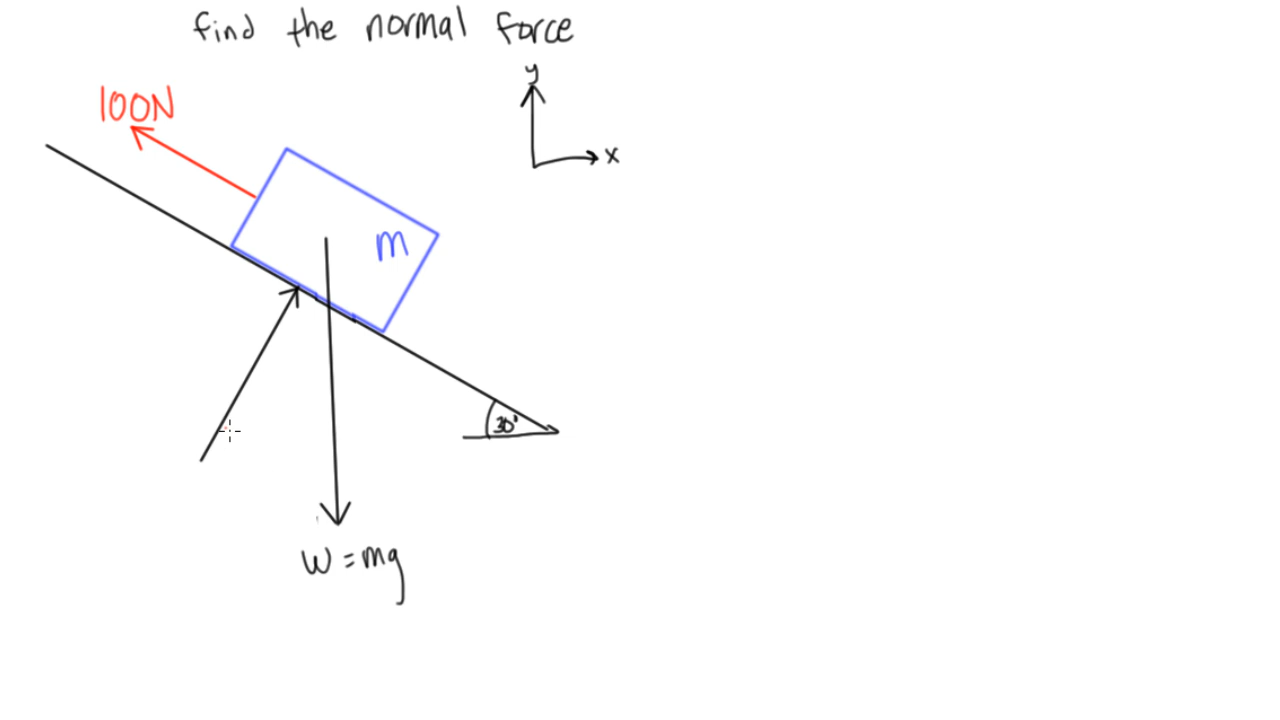 find the normal force
y
100N
x
m
30°
W = mg